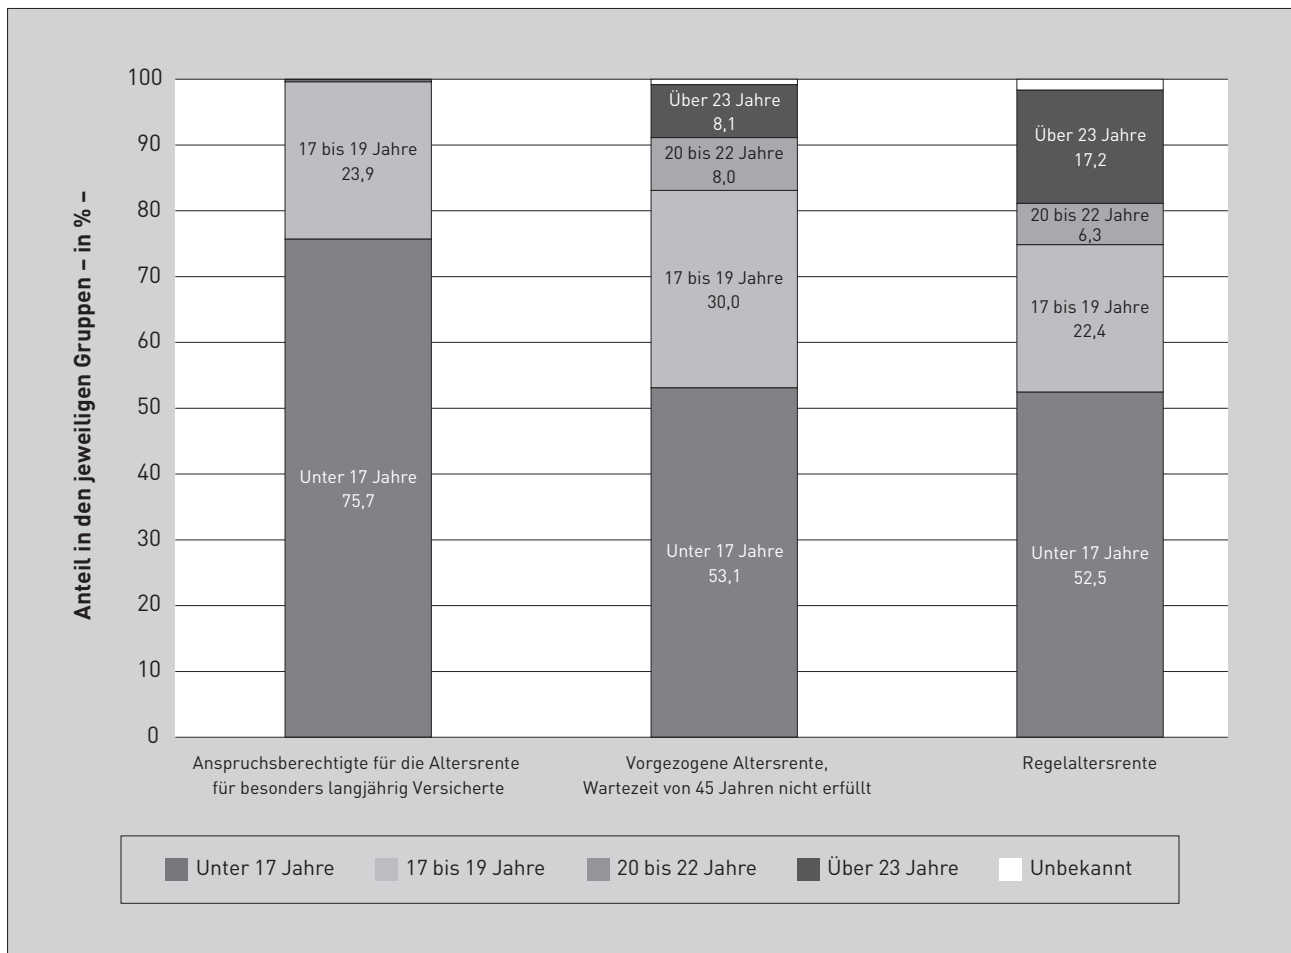 Anteil in den jeweiligen Gruppen – in % –
100
90
80
70
60
50
40
30
20
10
0
17 bis 19 Jahre
23,9
Unter 17 Jahre
75,7
Über 23 Jahre
8,1
20 bis 22 Jahre
8,0
17 bis 19 Jahre
30,0
Unter 17 Jahre
53,1
Über 23 Jahre
17,2
20 bis 22 Jahre
6,3
17 bis 19 Jahre
22,4
Unter 17 Jahre
52,5
Anspruchsberechtigte für die Altersrente
für besonders langjährig Versicherte
Vorgezogene Altersrente,
Wartezeit von 45 Jahren nicht erfüllt
Regelaltersrente
Unter 17 Jahre
17 bis 19 Jahre
20 bis 22 Jahre
Über 23 Jahre
Unbekannt